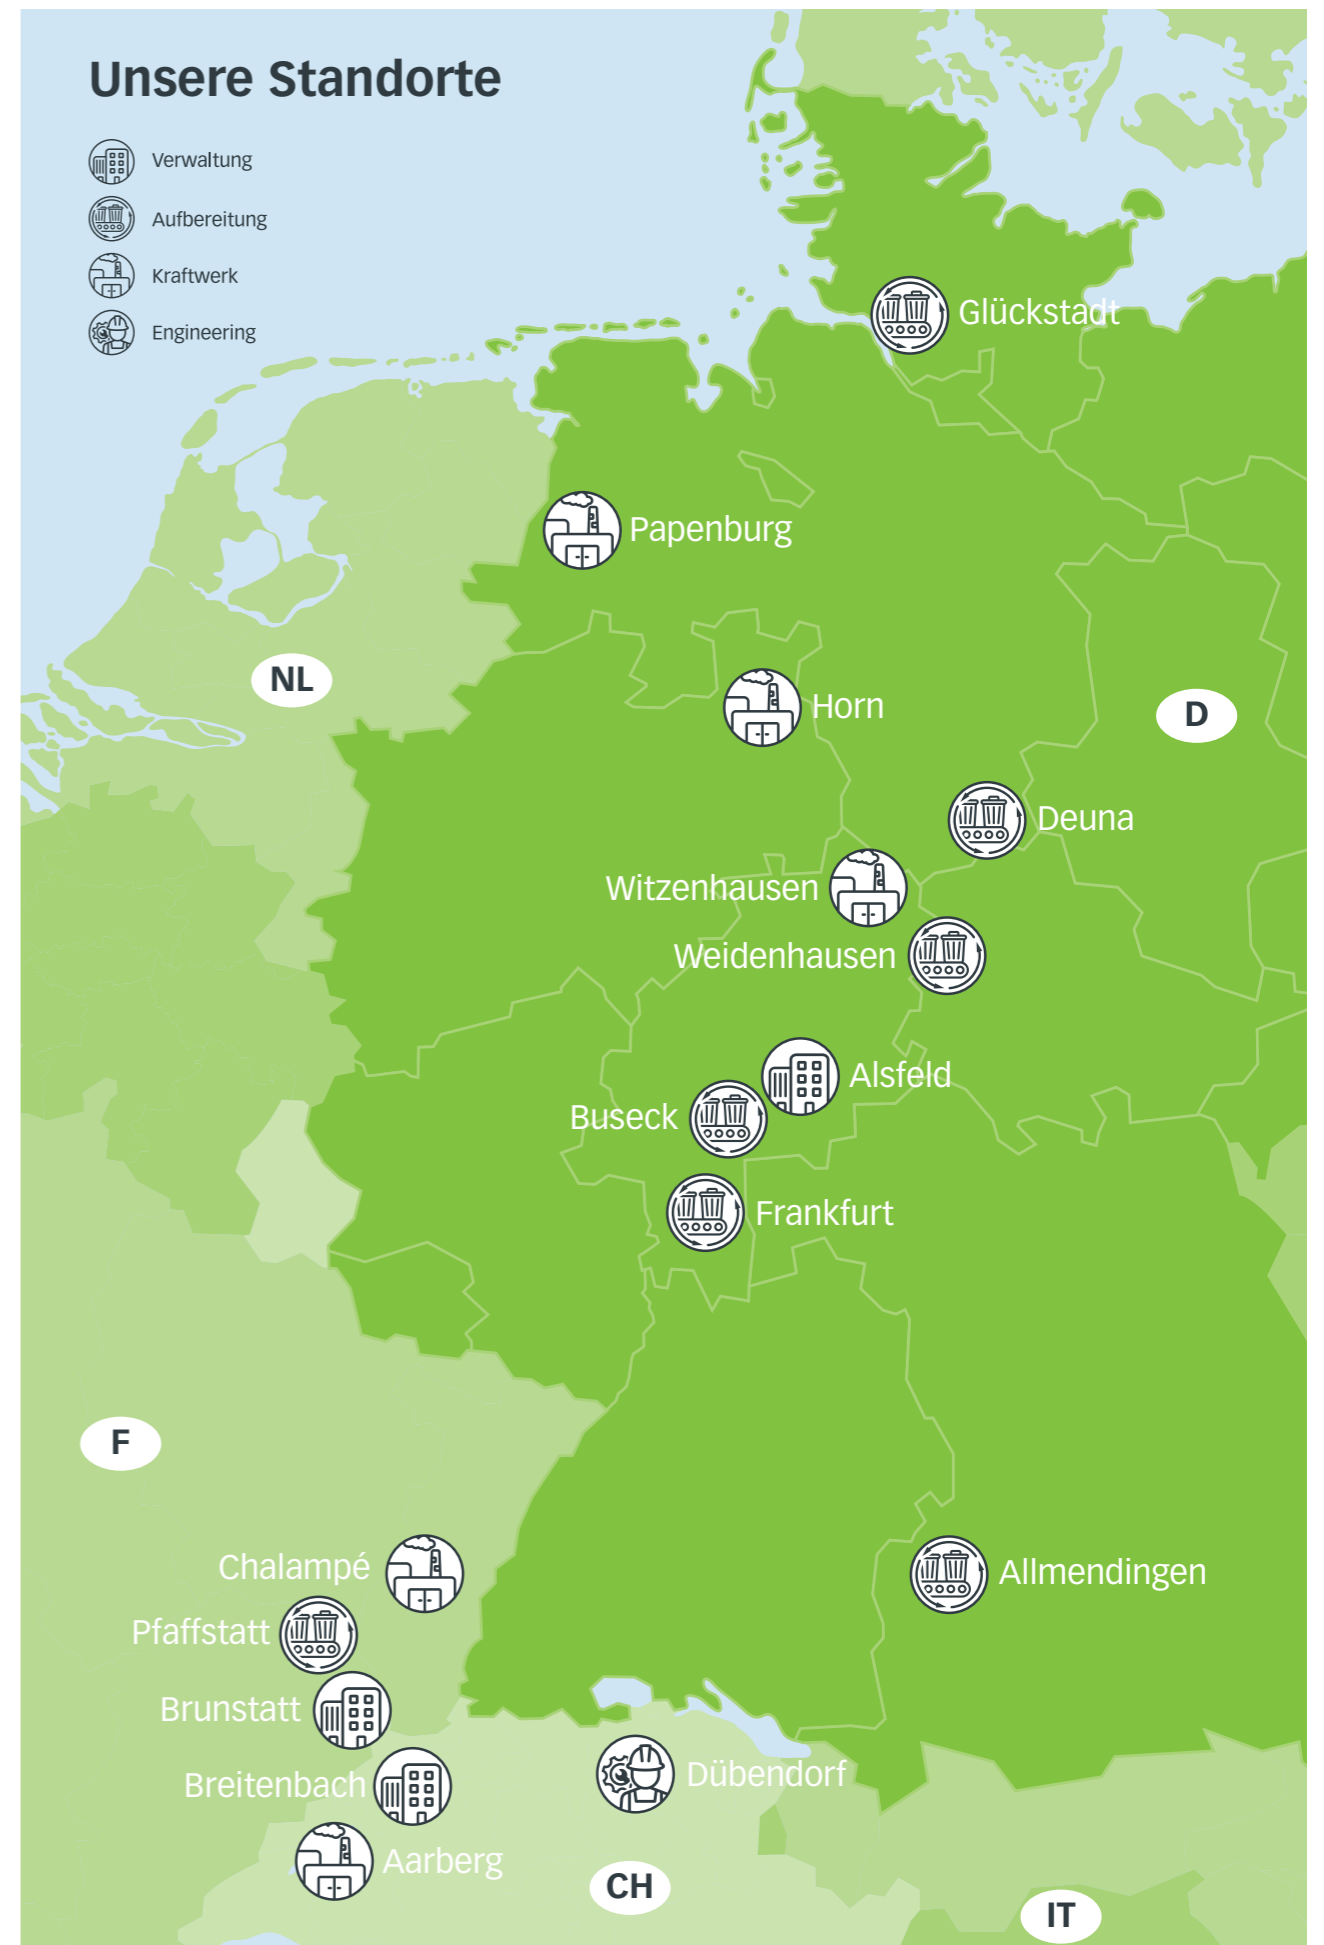 Unsere Standorte
Verwaltung
Aufbereitung
Kraftwerk
Engineering
Glückstadt
Papenburg
NL
Horn
D
Deuna
Witzenhausen
Weidenhausen
Alsfeld
Buseck
Frankfurt
F
Chalampé
Allmendingen
Pfaffstatt
Brunstatt
Dübendorf
Breitenbach
Aarberg
CH
IT